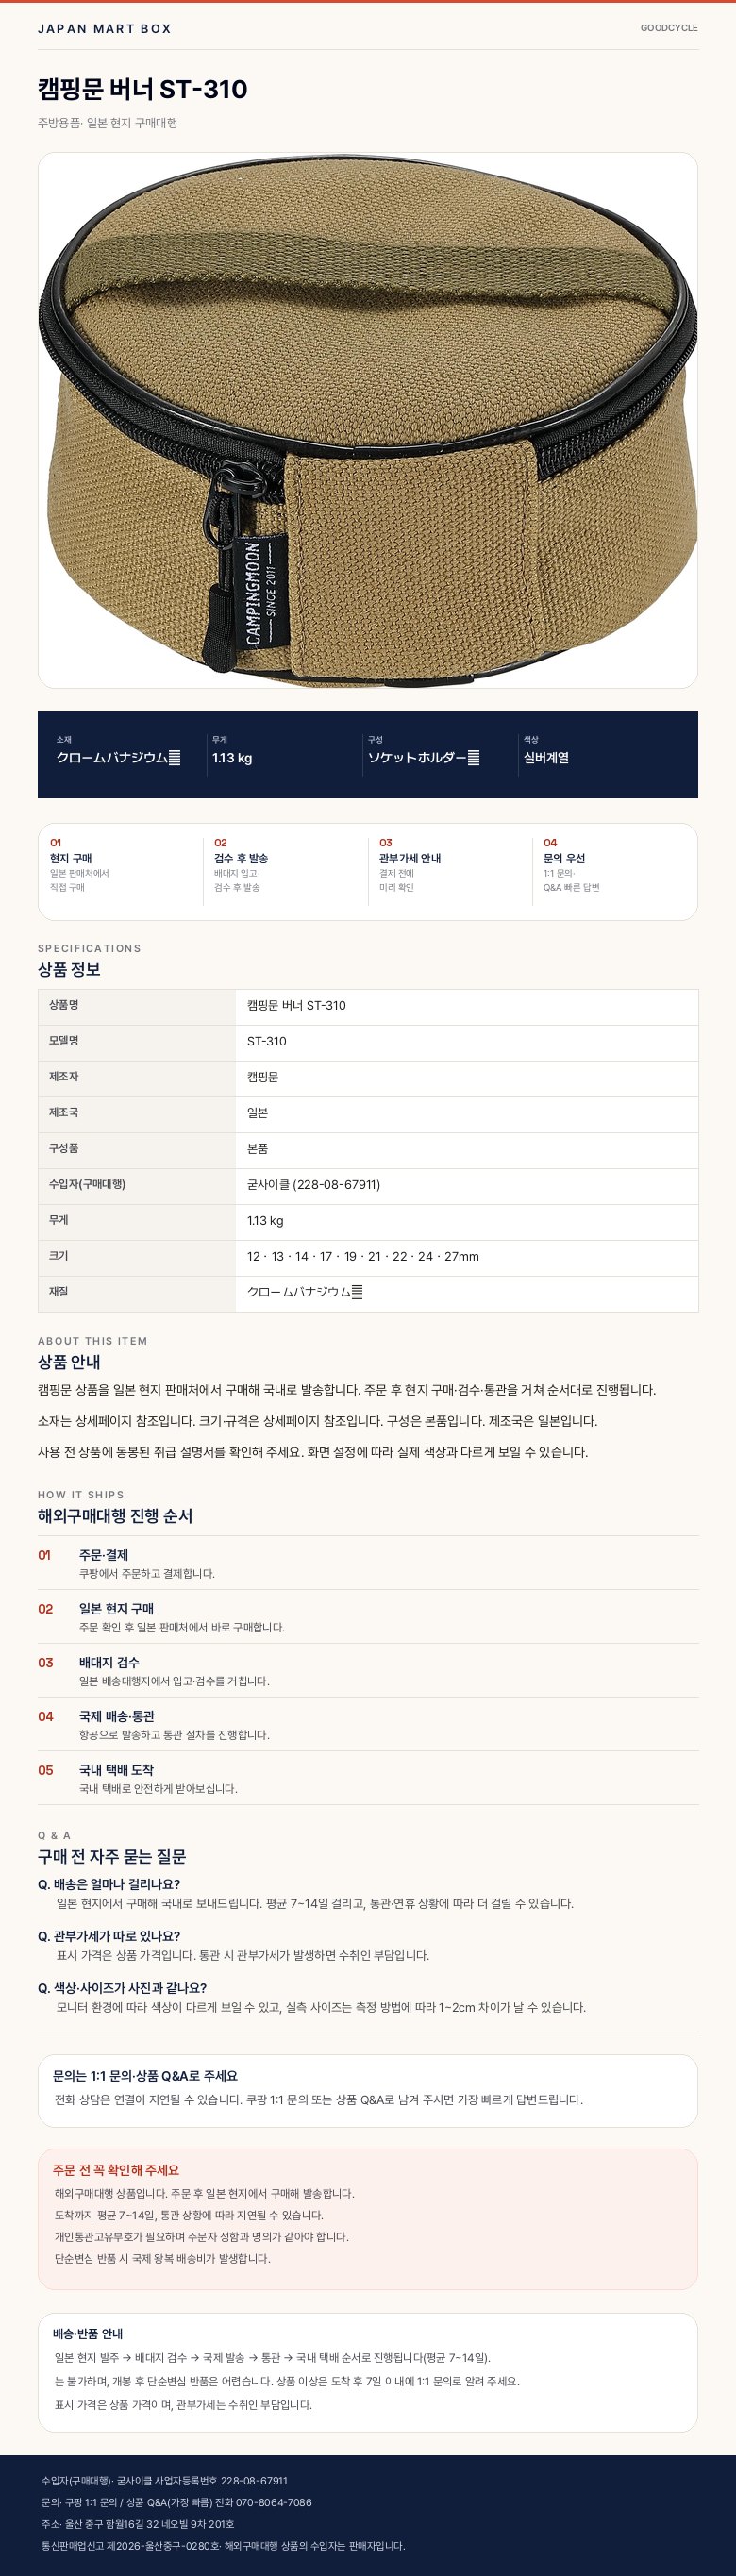 JAPAN MART BOX
GOODCYCLE
캠핑문 버너 ST-310
주방용품· 일본 현지 구매대행
CAMPINGMOON
SINCE 2011
소재
クロームバナジウム
무게
1.13 kg
구성
ソケットホルダー
색상
실버계열
01
현지 구매
일본 판매처에서
직접 구매
02
검수 후 발송
배대지 입고·
검수 후 발송
03
관부가세 안내
결제 전에
미리 확인
04
문의 우선
1:1 문의·
Q&A 빠른 답변
SPECIFICATIONS
상품 정보
상품명 캠핑문 버너 ST-310
모델명 ST-310
제조자 캠핑문
제조국 일본
구성품 본품
수입자(구매대행) 굳사이클 (228-08-67911)
무게 1.13 kg
크기 12 · 13 · 14 · 17 · 19 · 21 · 22 · 24 · 27mm
재질 クロームバナジウム
ABOUT THIS ITEM
상품 안내
캠핑문 상품을 일본 현지 판매처에서 구매해 국내로 발송합니다. 주문 후 현지 구매·검수·통관을 거쳐 순서대로 진행됩니다.
소재는 상세페이지 참조입니다. 크기·규격은 상세페이지 참조입니다. 구성은 본품입니다. 제조국은 일본입니다.
사용 전 상품에 동봉된 취급 설명서를 확인해 주세요. 화면 설정에 따라 실제 색상과 다르게 보일 수 있습니다.
HOW IT SHIPS
해외구매대행 진행 순서
01 주문·결제
쿠팡에서 주문하고 결제합니다.
02 일본 현지 구매
주문 확인 후 일본 판매처에서 바로 구매합니다.
03 배대지 검수
일본 배송대행지에서 입고·검수를 거칩니다.
04 국제 배송·통관
항공으로 발송하고 통관 절차를 진행합니다.
05 국내 택배 도착
국내 택배로 안전하게 받아보십니다.
Q & A
구매 전 자주 묻는 질문
Q. 배송은 얼마나 걸리나요?
일본 현지에서 구매해 국내로 보내드립니다. 평균 7~14일 걸리고, 통관·연휴 상황에 따라 더 걸릴 수 있습니다.
Q. 관부가세가 따로 있나요?
표시 가격은 상품 가격입니다. 통관 시 관부가세가 발생하면 수취인 부담입니다.
Q. 색상·사이즈가 사진과 같나요?
모니터 환경에 따라 색상이 다르게 보일 수 있고, 실측 사이즈는 측정 방법에 따라 1~2cm 차이가 날 수 있습니다.
문의는 1:1 문의·상품 Q&A로 주세요
전화 상담은 연결이 지연될 수 있습니다. 쿠팡 1:1 문의 또는 상품 Q&A로 남겨 주시면 가장 빠르게 답변드립니다.
주문 전 꼭 확인해 주세요
해외구매대행 상품입니다. 주문 후 일본 현지에서 구매해 발송합니다.
도착까지 평균 7~14일, 통관 상황에 따라 지연될 수 있습니다.
개인통관고유부호가 필요하며 주문자 성함과 명의가 같아야 합니다.
단순변심 반품 시 국제 왕복 배송비가 발생합니다.
배송·반품 안내
일본 현지 발주 → 배대지 검수 → 국제 발송 → 통관 → 국내 택배 순서로 진행됩니다(평균 7~14일).
는 불가하며, 개봉 후 단순변심 반품은 어렵습니다. 상품 이상은 도착 후 7일 이내에 1:1 문의로 알려 주세요.
표시 가격은 상품 가격이며, 관부가세는 수취인 부담입니다.
수입자(구매대행)· 굳사이클 사업자등록번호 228-08-67911
문의· 쿠팡 1:1 문의 / 상품 Q&A(가장 빠름) 전화 070-8064-7086
주소· 울산 중구 함월16길 32 네오빌 9차 201호
통신판매업신고 제2026-울산중구-0280호· 해외구매대행 상품의 수입자는 판매자입니다.